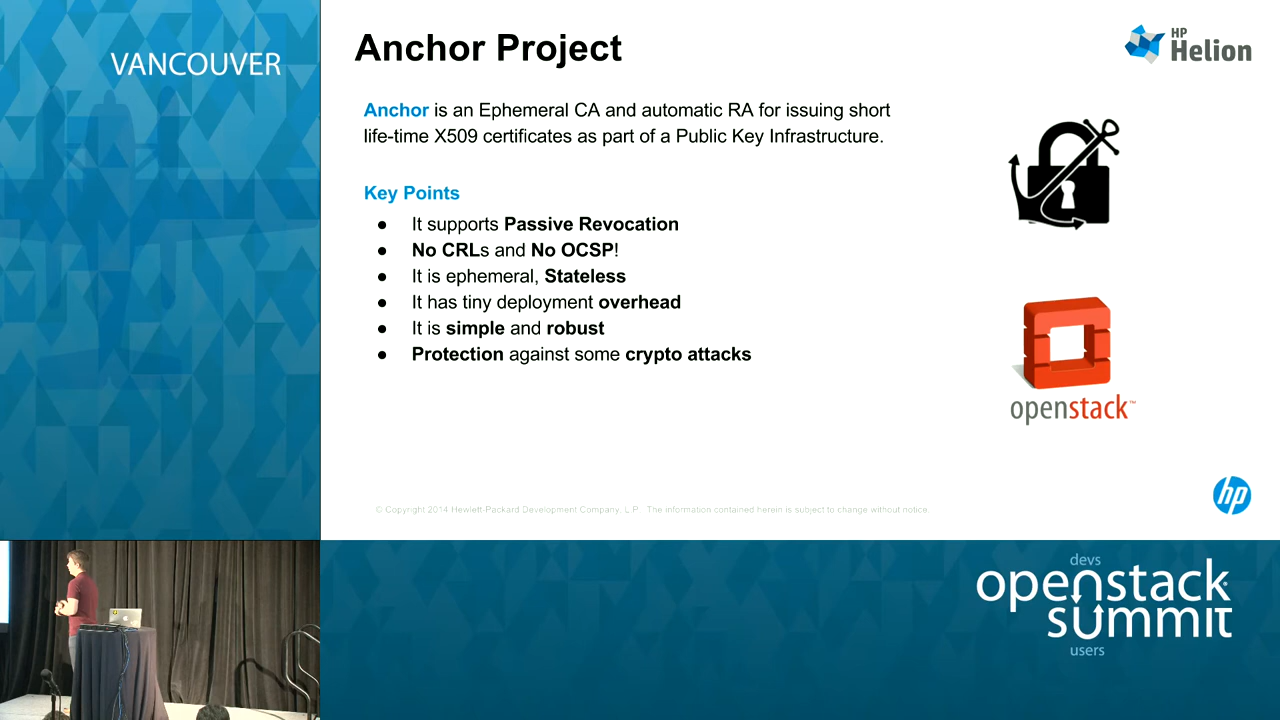 VANCOUVER
Anchor Project
HP
Helion
Anchor is an Ephemeral CA and automatic RA for issuing short
life-time X509 certificates as part of a Public Key Infrastructure.
Key Points
● It supports Passive Revocation
● No CRLs and No OCSP!
● It is ephemeral, Stateless
● It has tiny deployment overhead
● It is simple and robust
● Protection against some crypto attacks
openstack™
hp
© Copyright 2014 Hewlett-Packard Development Company, L.P. The information contained herein is subject to change without notice.
devs
openstack
summit
users